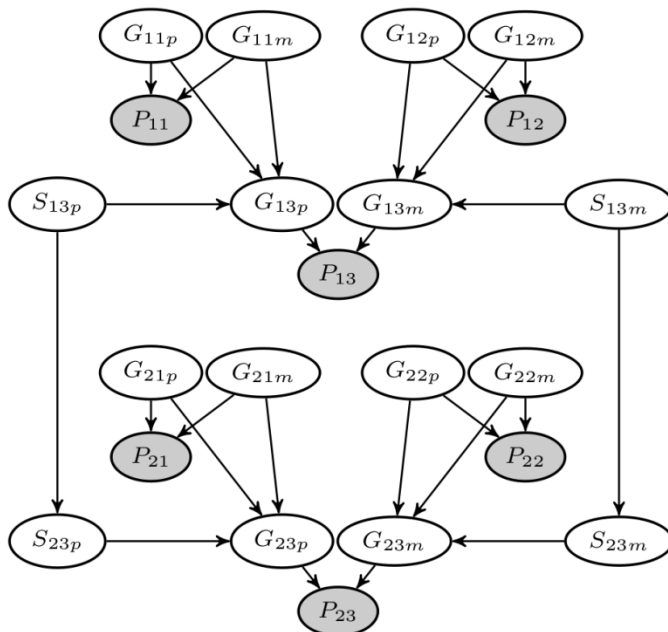 G11p G11m G12p G12m
P11 P12
S13p G13p G13m S13m
P13
G21p G21m G22p G22m
P21 P22
S23p G23p G23m S23m
P23